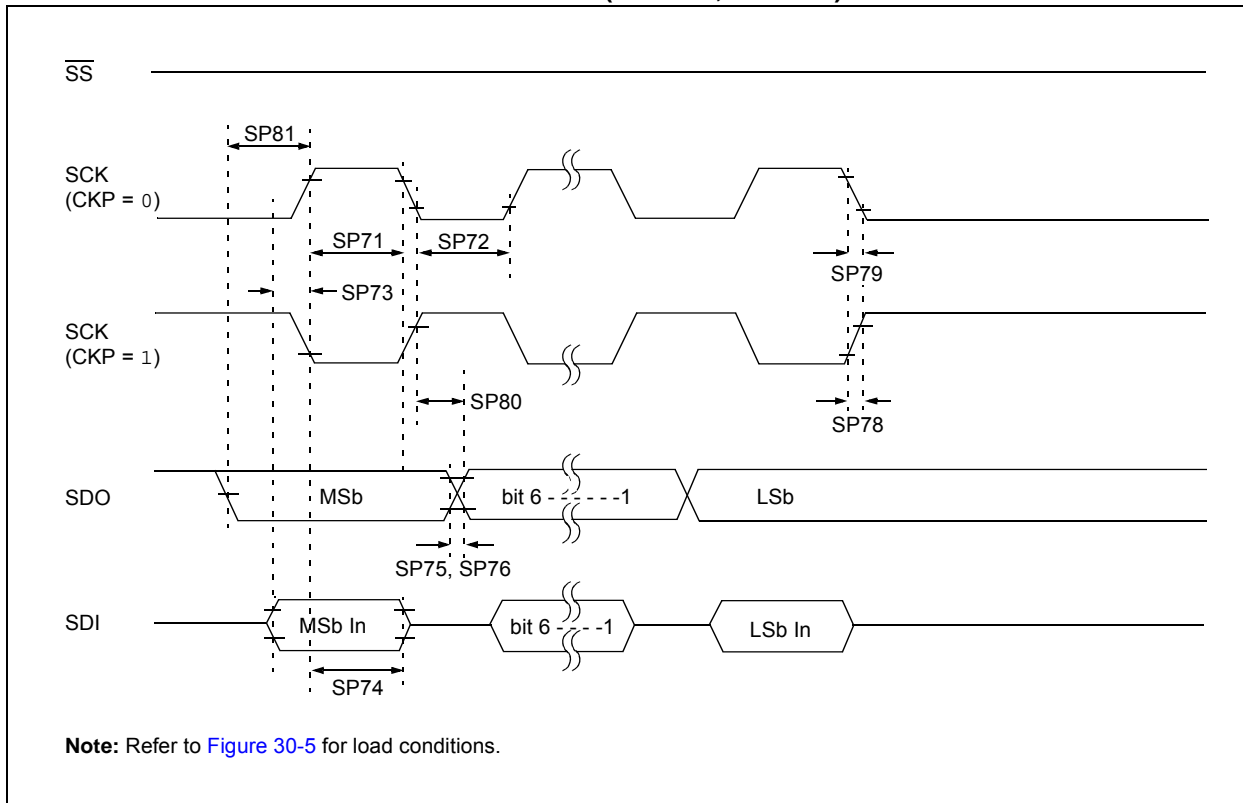 SS
SP81
SCK
(CKP = 0)
SP71
SP72
SP79
SP73
SCK
(CKP = 1)
SP80
SP78
SDO
MSb
bit 6 - - - - - - -1
LSb
SP75, SP76
SDI
MSb In
bit 6 - - - - -1
LSb In
SP74
Note: Refer to Figure 30-5 for load conditions.